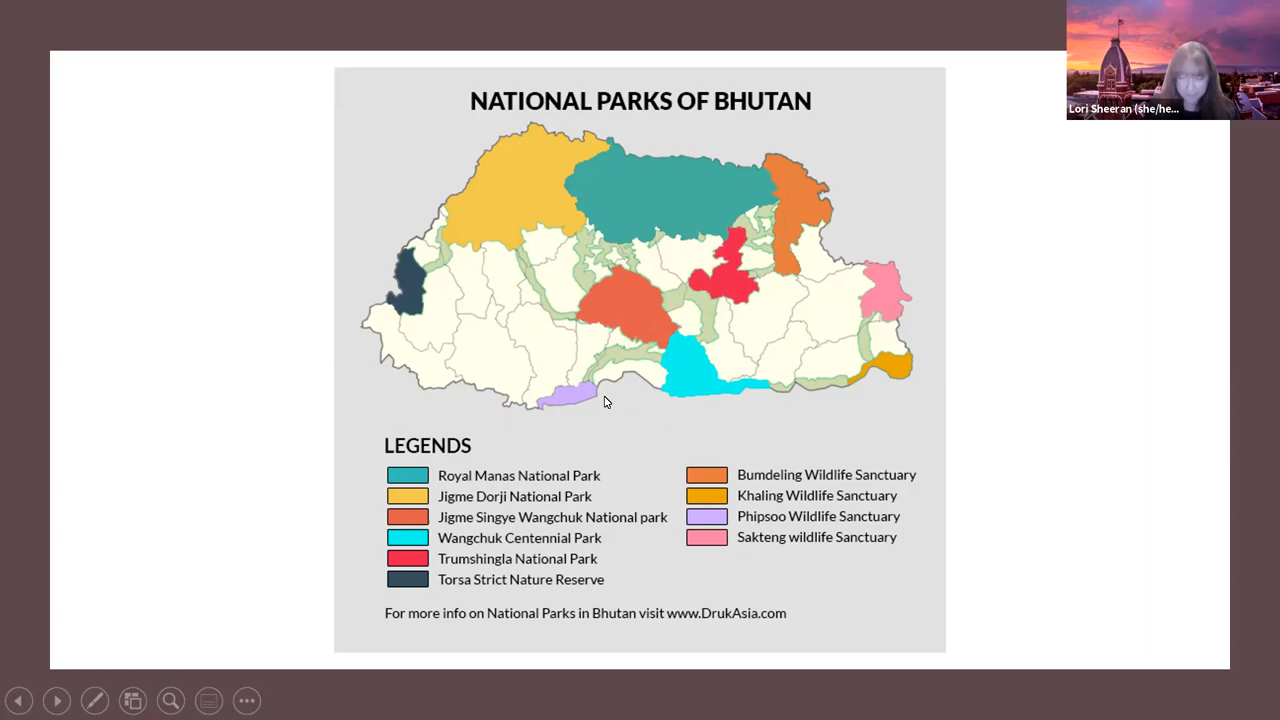 NATIONAL PARKS OF BHUTAN
Lori Sheeran (she/he...
LEGENDS
Royal Manas National Park
Jigme Dorji National Park
Jigme Singye Wangchuk National park
Wangchuk Centennial Park
Trumshingla National Park
Torsa Strict Nature Reserve
Bumdeling Wildlife Sanctuary
Khaling Wildlife Sanctuary
Phipsoo Wildlife Sanctuary
Sakteng wildlife Sanctuary
For more info on National Parks in Bhutan visit www.DrukAsia.com